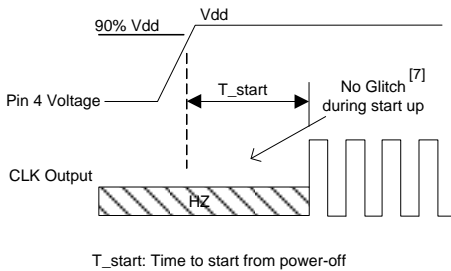 Vdd
90% Vdd
T_start
No Glitch [7]
during start up
Pin 4 Voltage
CLK Output
HZ
T_start: Time to start from power-off